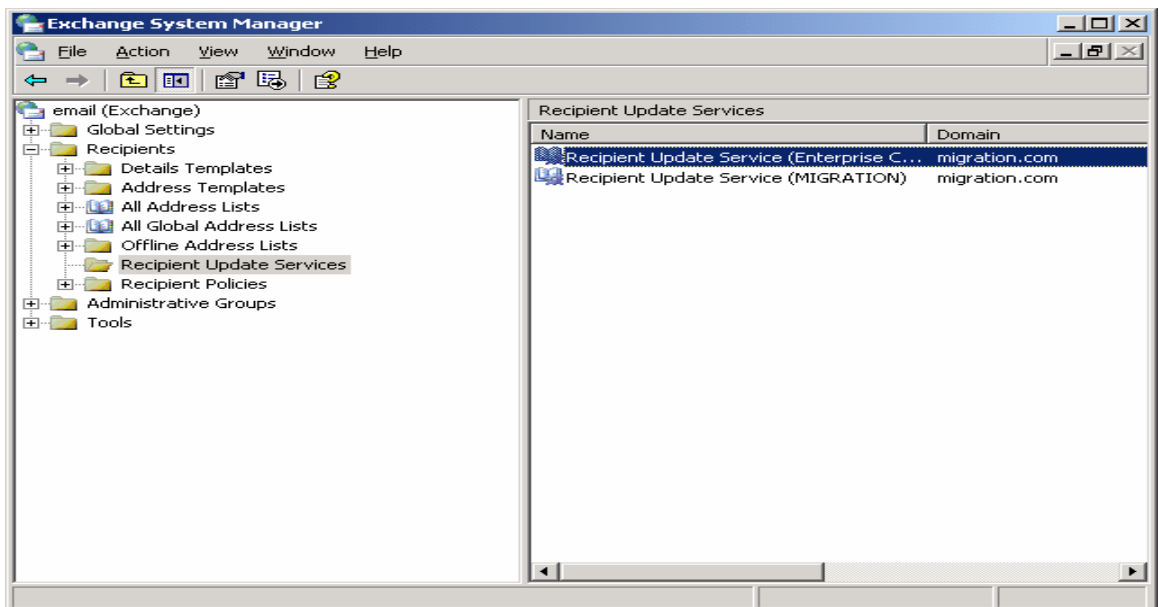 Exchange System Manager
File Action View Window Help
email (Exchange)
Global Settings
Recipients
Details Templates
Address Templates
All Address Lists
All Global Address Lists
Offline Address Lists
Recipient Update Services
Recipient Policies
Administrative Groups
Tools
Recipient Update Services
Name Domain
Recipient Update Service (Enterprise C... migration.com
Recipient Update Service (MIGRATION) migration.com